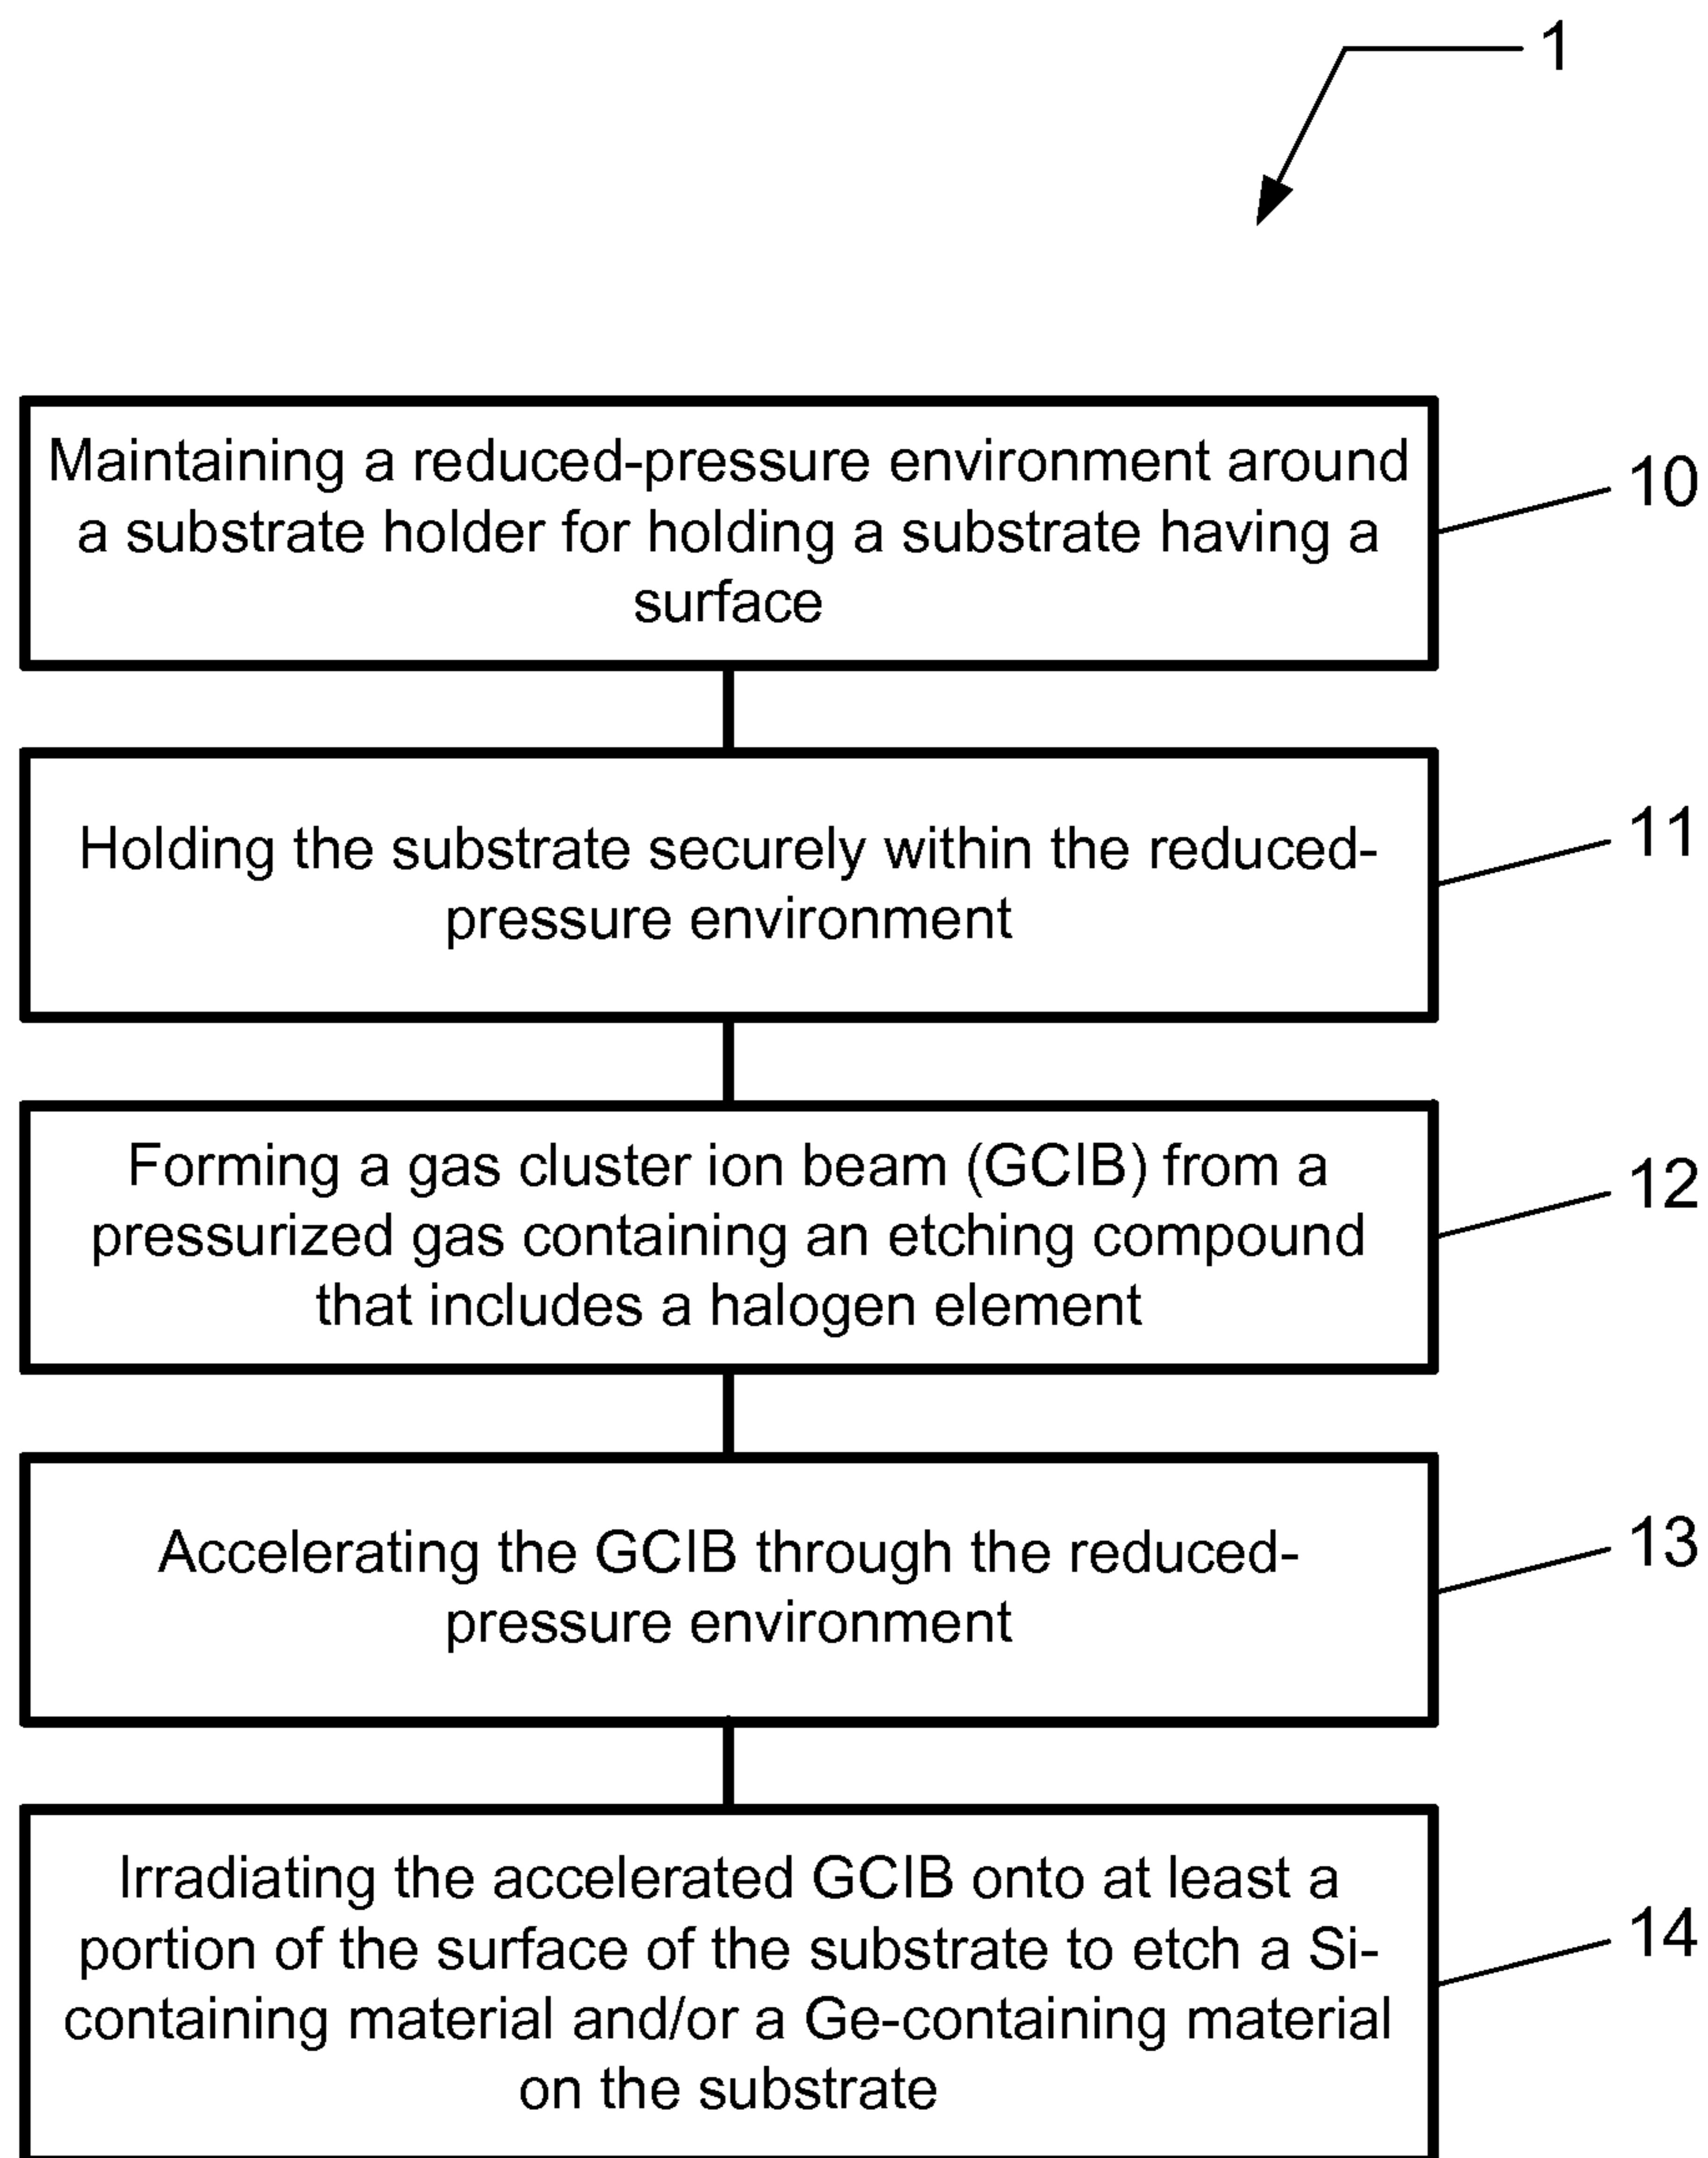 1
Maintaining a reduced-pressure environment around
a substrate holder for holding a substrate having a
surface
10
Holding the substrate securely within the reduced-
pressure environment
11
Forming a gas cluster ion beam (GCIB) from a
pressurized gas containing an etching compound
that includes a halogen element
12
Accelerating the GCIB through the reduced-
pressure environment
13
Irradiating the accelerated GCIB onto at least a
portion of the surface of the substrate to etch a Si-
containing material and/or a Ge-containing material
on the substrate
14